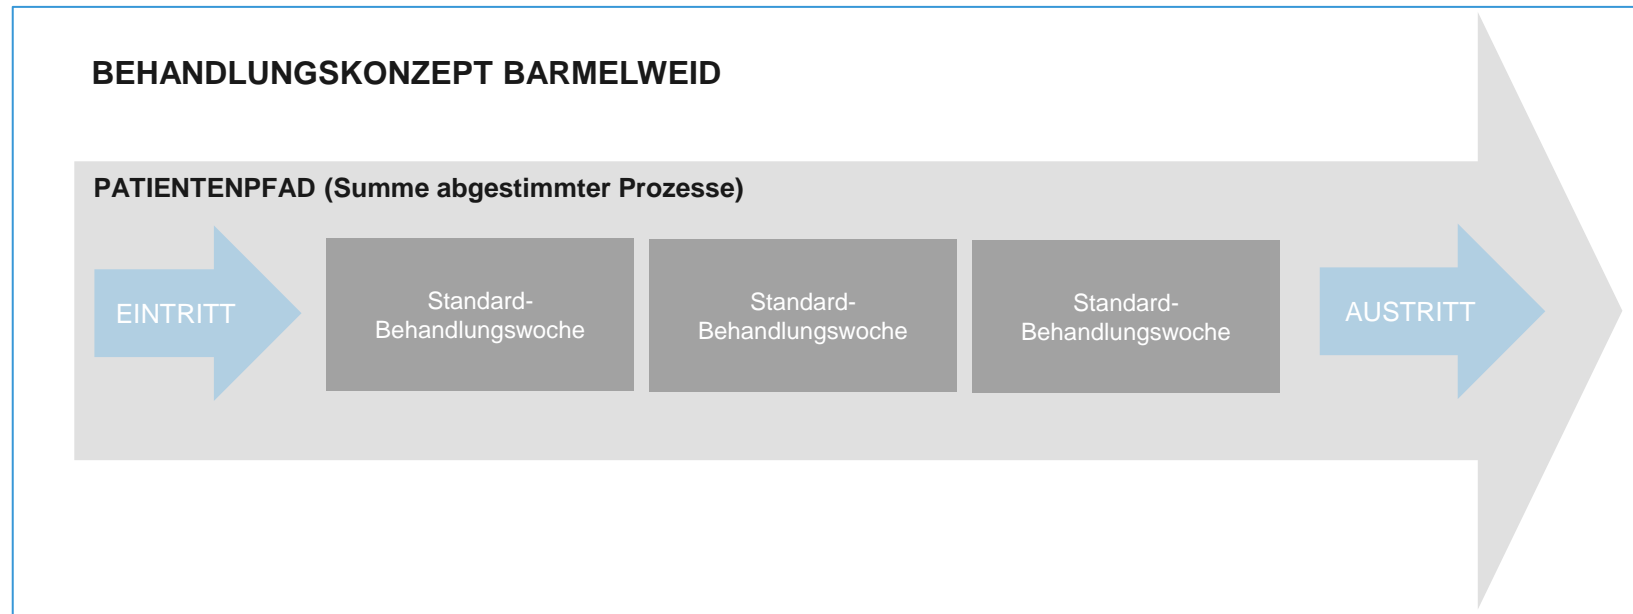 BEHANDLUNGSKONZEPT BARMELWEID
PATIENTENPFAD (Summe abgestimmter Prozesse)
EINTRITT
Standard-
Behandlungswoche
Standard-
Behandlungswoche
Standard-
Behandlungswoche
AUSTRITT